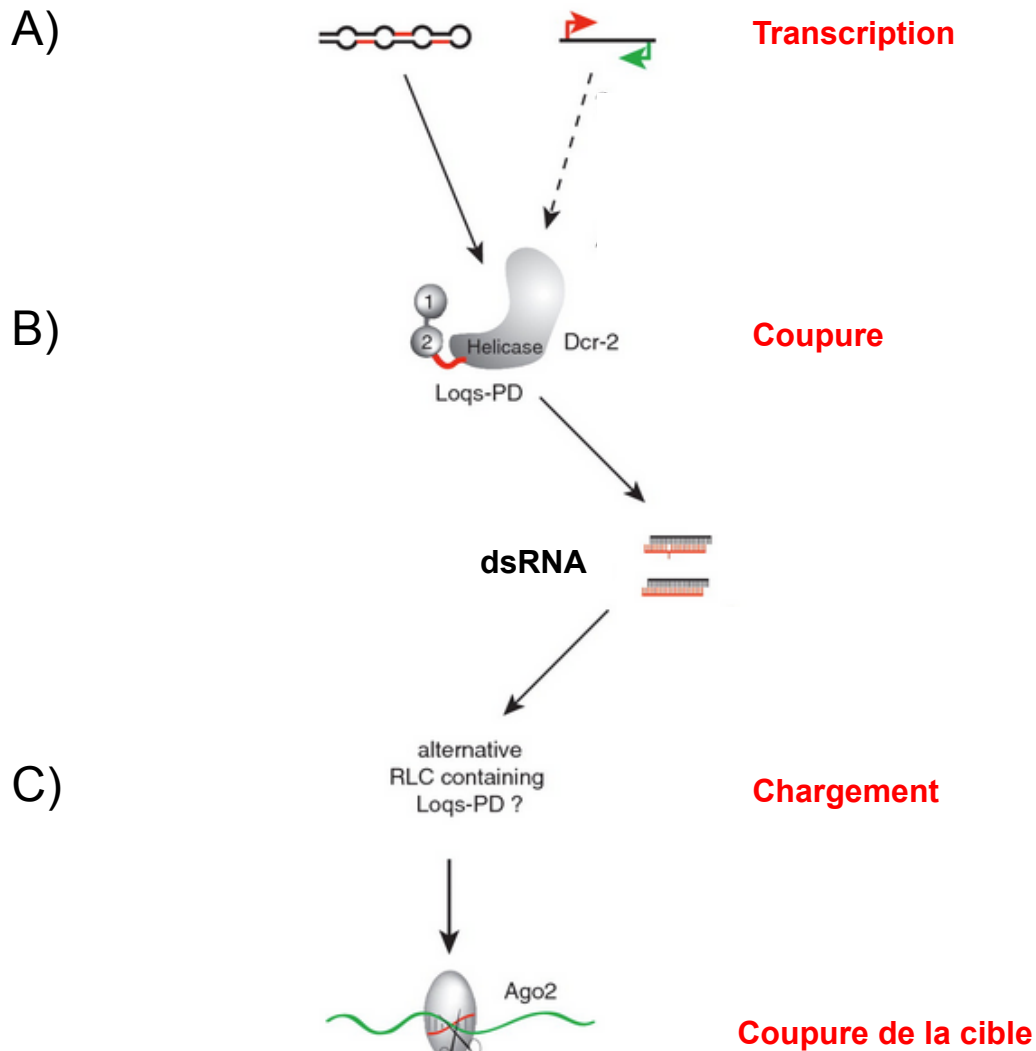 A)
Transcription
B)
1
2
Helicase
Dcr-2
Coupure
Loqs-PD
dsRNA
alternative
RLC containing
Loqs-PD ?
C)
Chargement
Ago2
Coupure de la cible